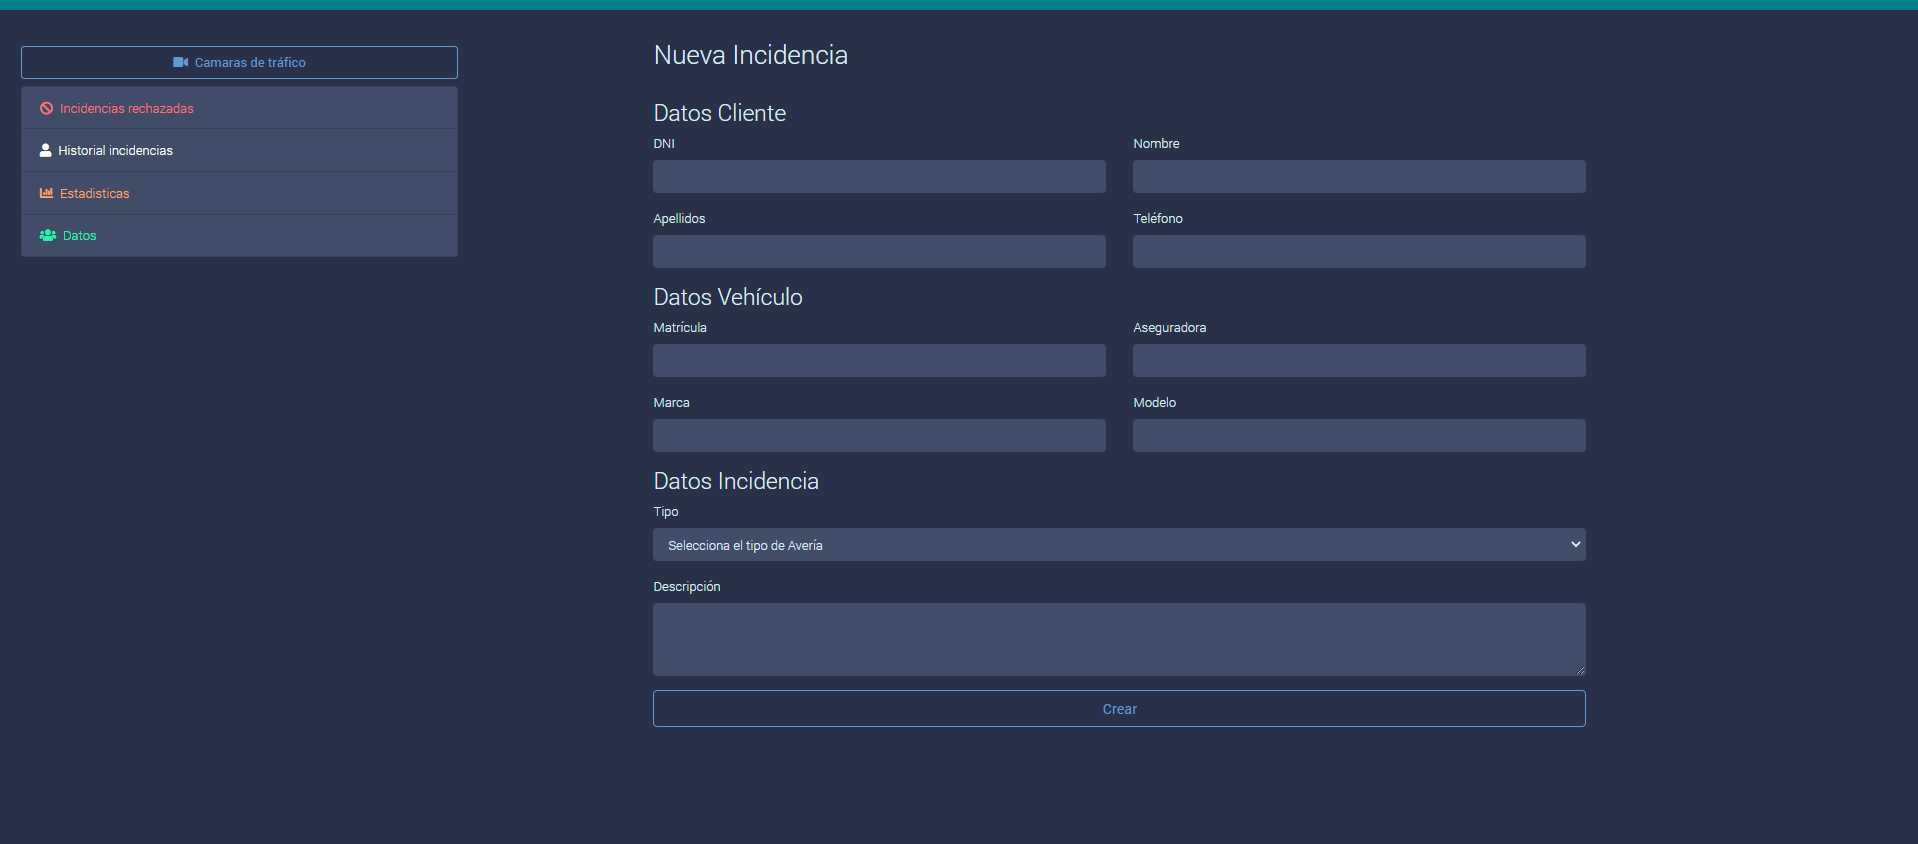 Camaras de tráfico
Incidencias rechazadas
Historial incidencias
Estadisticas
Datos
Nueva Incidencia
Datos Cliente
DNI
Nombre
Apellidos
Teléfono
Datos Vehículo
Matrícula
Aseguradora
Marca
Modelo
Datos Incidencia
Tipo
Selecciona el tipo de Avería
Descripción
Crear